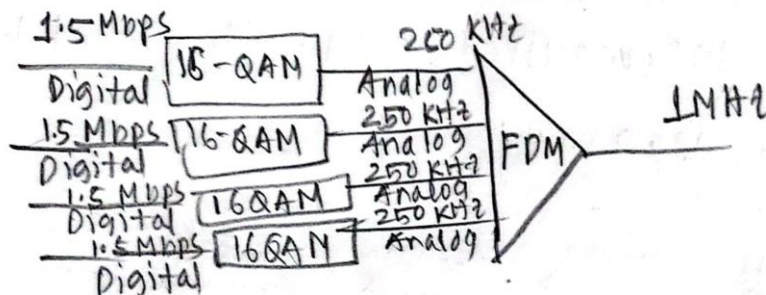 1.5 Mbps
16-QAM
250 KHz
Digital
Analog
1.5 Mbps
16-QAM
250 KHz
Digital
Analog
1.5 Mbps
16QAM
250 KHz
Digital
Analog
1.5 Mbps
16QAM
250 KHz
Digital
Analog
FDM
1MHz